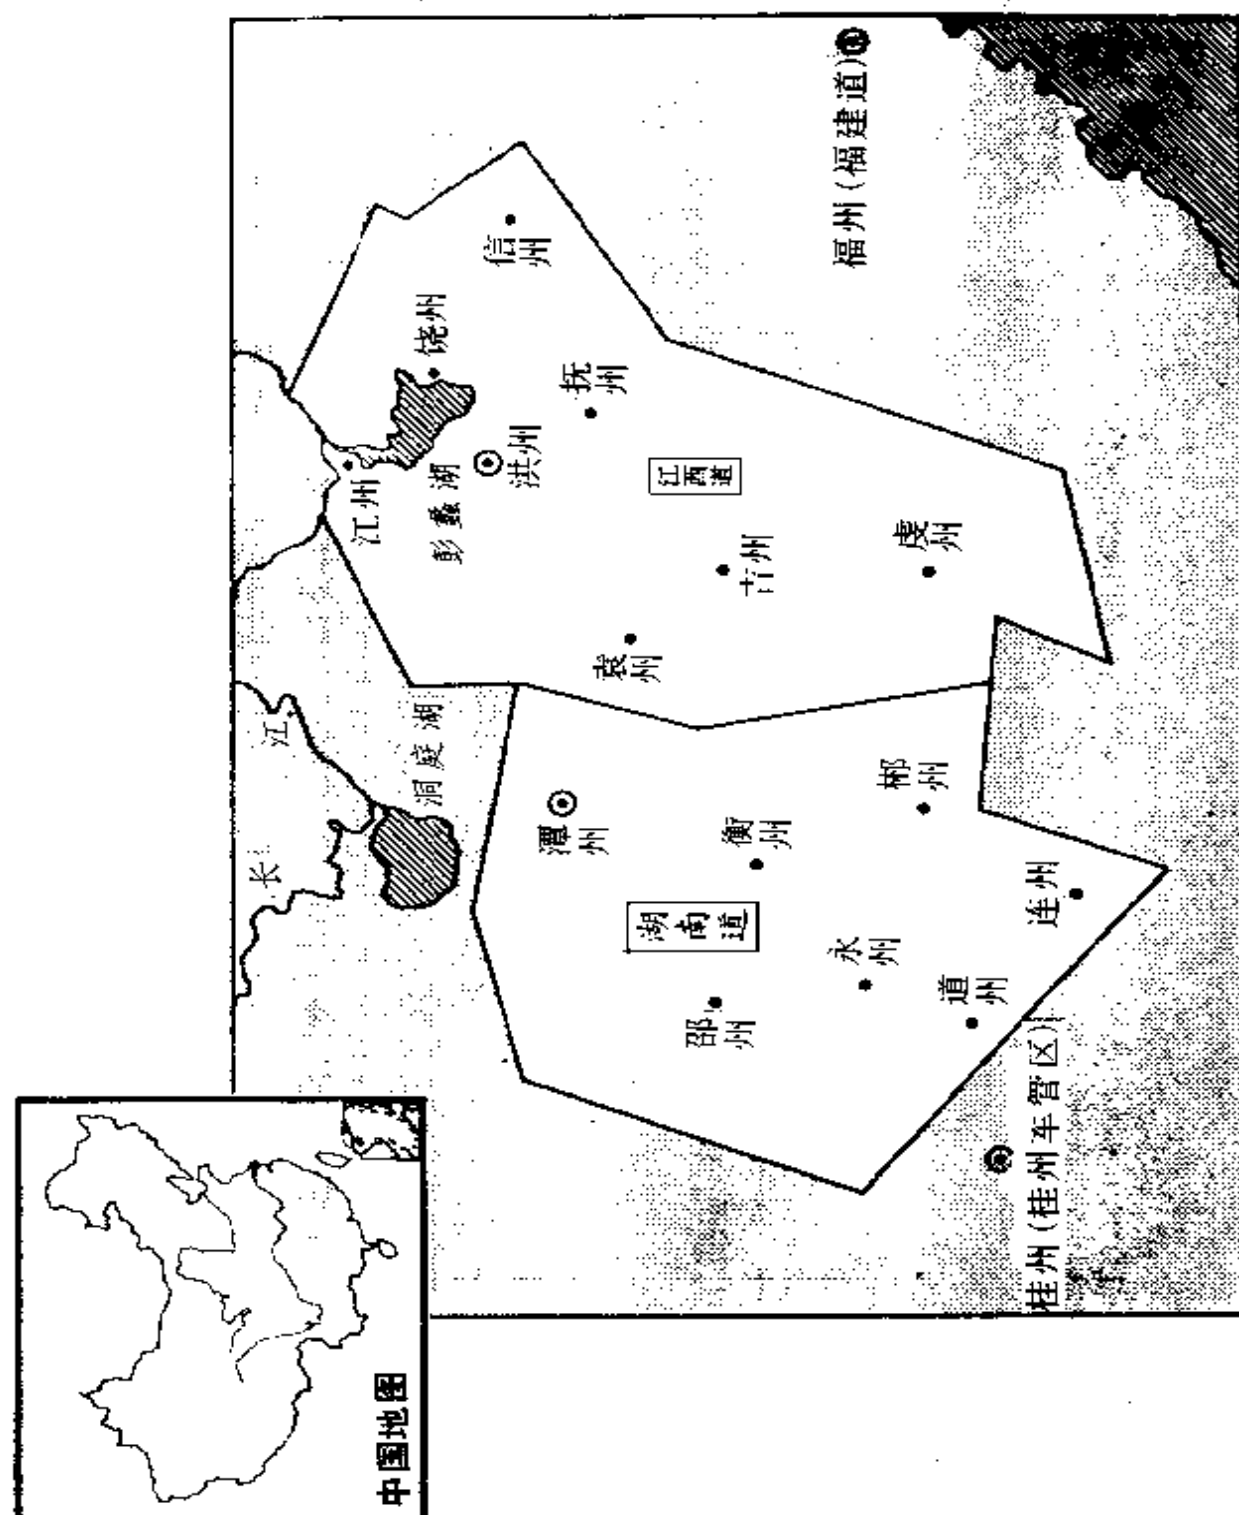 长
江
洞庭湖
江州
彭蠡湖
饶州
洪州
信州
抚州
江西道
袁州
吉州
虔州
潭州
湖南道
衡州
邵州
永州
郴州
道州
连州
福州(福建道)
桂州(桂州车管区)
中国地图